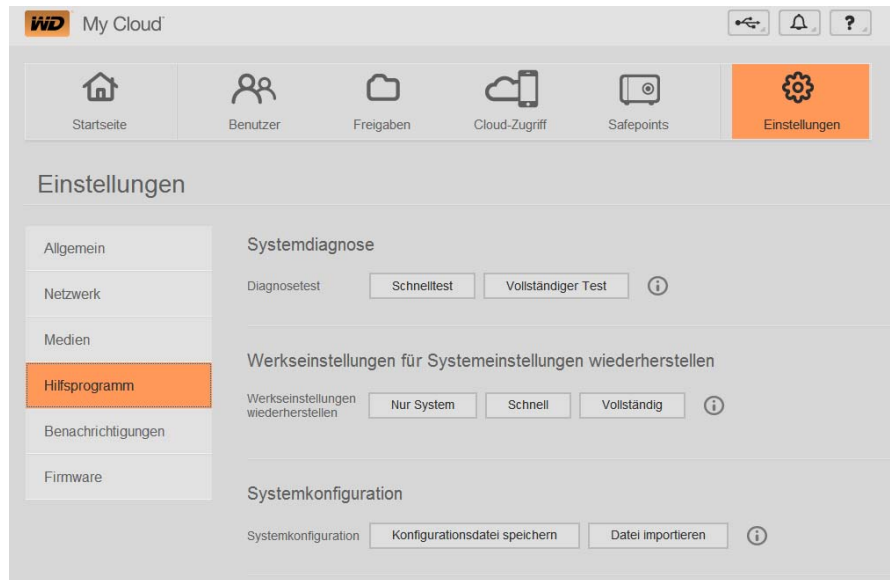 WD My Cloud
?
Startseite
Benutzer
Freigaben
Cloud-Zugriff
Safepoints
Einstellungen
Einstellungen
Allgemein
Netzwerk
Medien
Hilfsprogramm
Benachrichtigungen
Firmware
Systemdiagnose
Diagnosetest Schnelltest Vollständiger Test
Werkseinstellungen für Systemeinstellungen wiederherstellen
Werkseinstellungen
wiederherstellen
Nur System Schnell Vollständig
Systemkonfiguration
Systemkonfiguration Konfigurationsdatei speichern Datei importieren